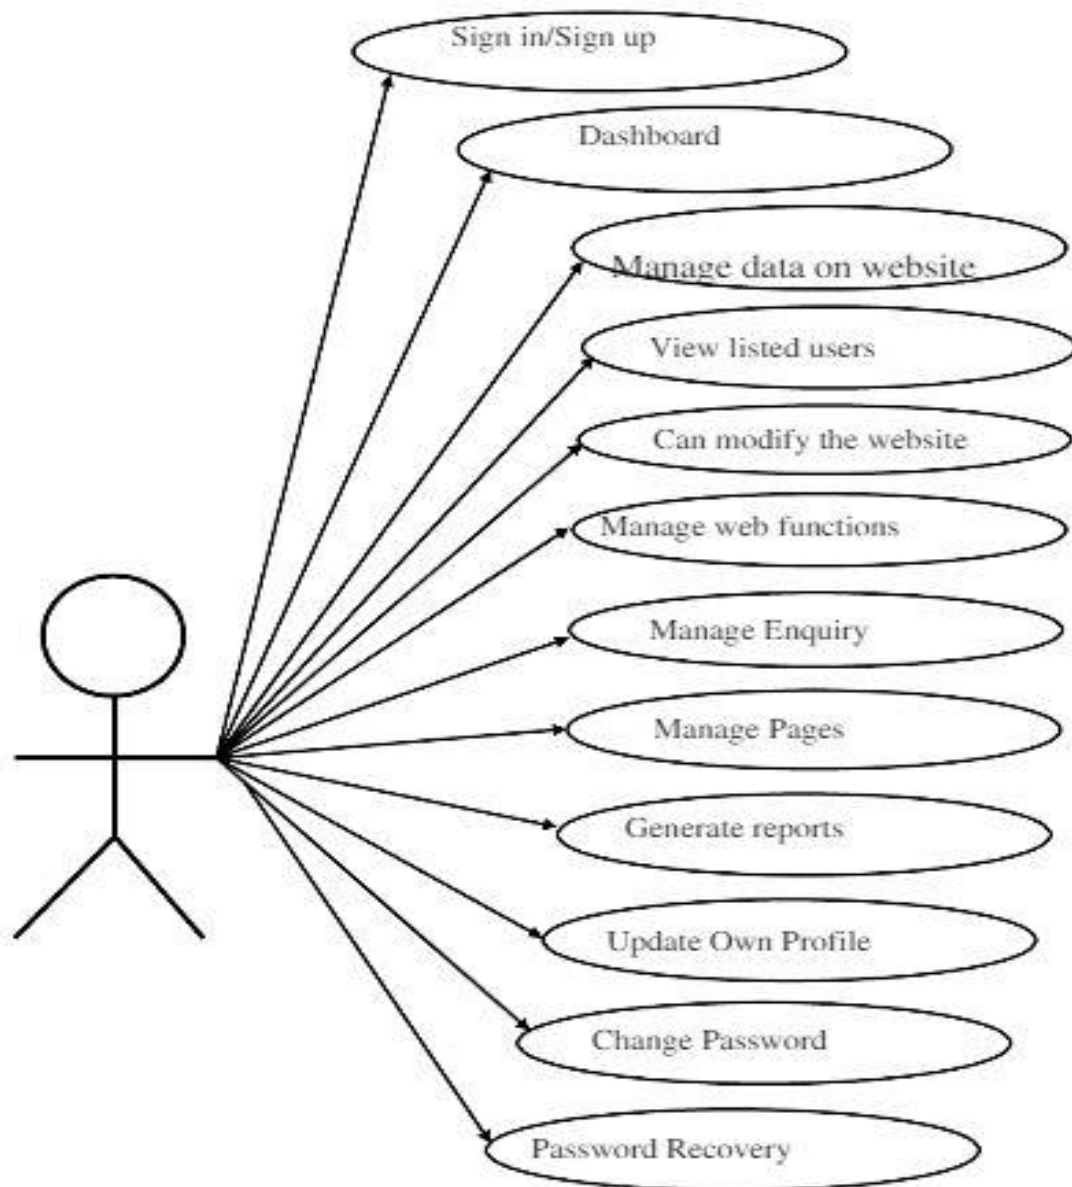 Sign in/Sign up
Dashboard
Manage data on website
View listed users
Can modify the website
Manage web functions
Manage Enquiry
Manage Pages
Generate reports
Update Own Profile
Change Password
Password Recovery